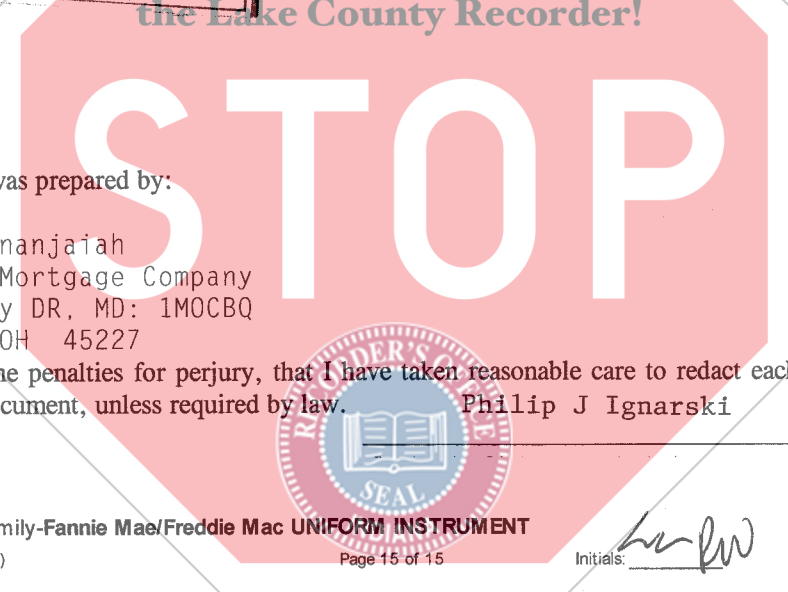 the Lake County Recorder!
STOP
was prepared by:
nanjaiah
Mortgage Company
y DR, MD: 1MOCBQ
OH 45227
he penalties for perjury, that I have taken reasonable care to redact each
cument, unless required by law. Philip J Ignarski
RECORDER'S OFFICE
SEAL
mily-Fannie Mae/Freddie Mac UNIFORM INSTRUMENT
)
Page 15 of 15
Initials: